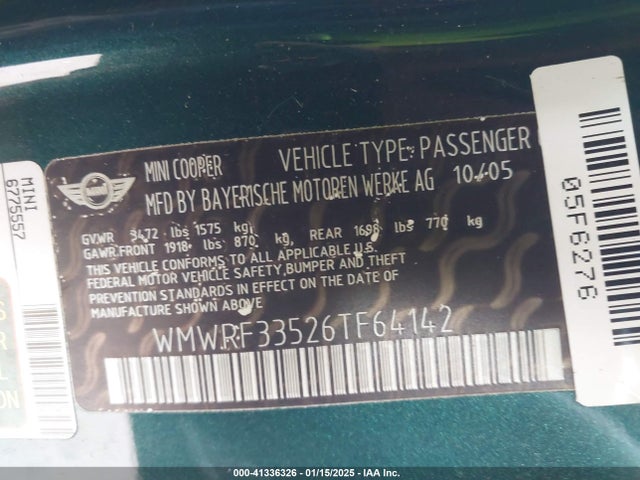 MINI COOPER VEHICLE TYPE: PASSENGER
MFD BY BAYERISCHE MOTOREN WERKE AG 10/05
GVWR 3472 lbs 1575 kg
GAWR:FRONT 1918 lbs 870 kg, REAR 1698 lbs 770 kg
THIS VEHICLE CONFORMS TO ALL APPLICABLE U.S.
FEDERAL MOTOR VEHICLE SAFETY, BUMPER AND THEFT
PREVENTION STANDARDS IN EFFECT ON THE DATE OF
MANUFACTURE SHOWN ABOVE.
WMWRF33526TF64142
MINI
6775557
05F6276
000-41336326 - 01/15/2025 - IAA Inc.